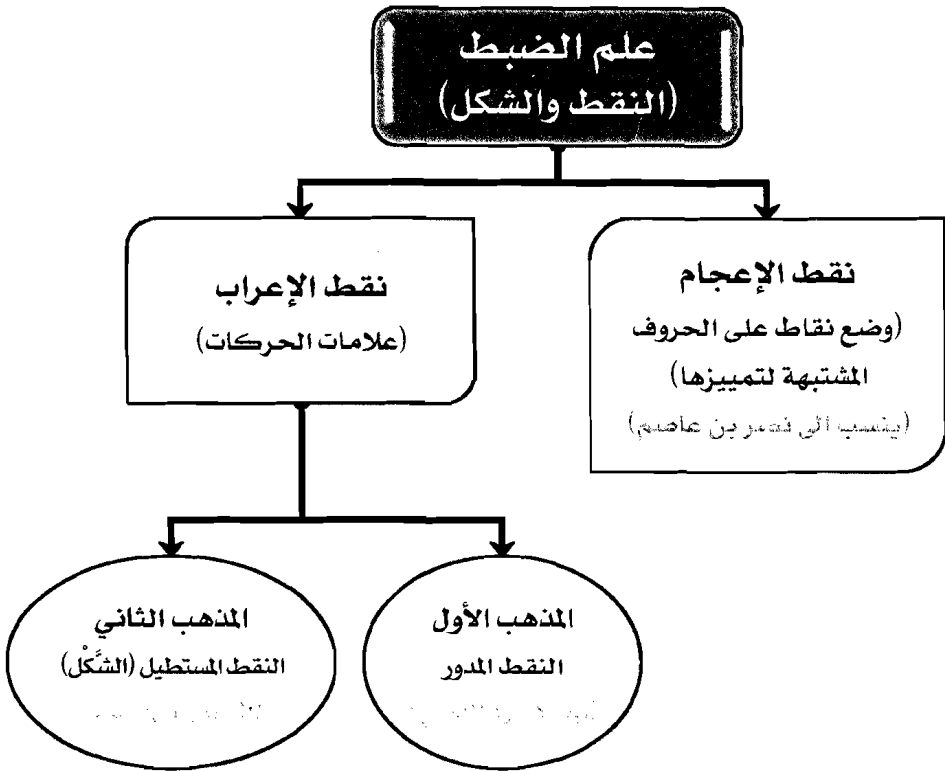 علم الضبط
(النقط والشكل)
نقط الإعجام
(وضع نقاط على الحروف
المشتبهة لتمييزها)
(ينسب الى نصر بن عاصم)
نقط الإعراب
(علامات الحركات)
المذهب الأول
النقط المدور
المذهب الثاني
النقط المستطيل (الشَّكْل)